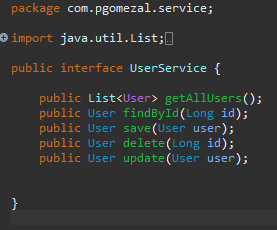 package com.pgomezal.service;
import java.util.List;
public interface UserService {
public List<User> getAllUsers();
public User findById(Long id);
public User save(User user);
public User delete(Long id);
public User update(User user);
}